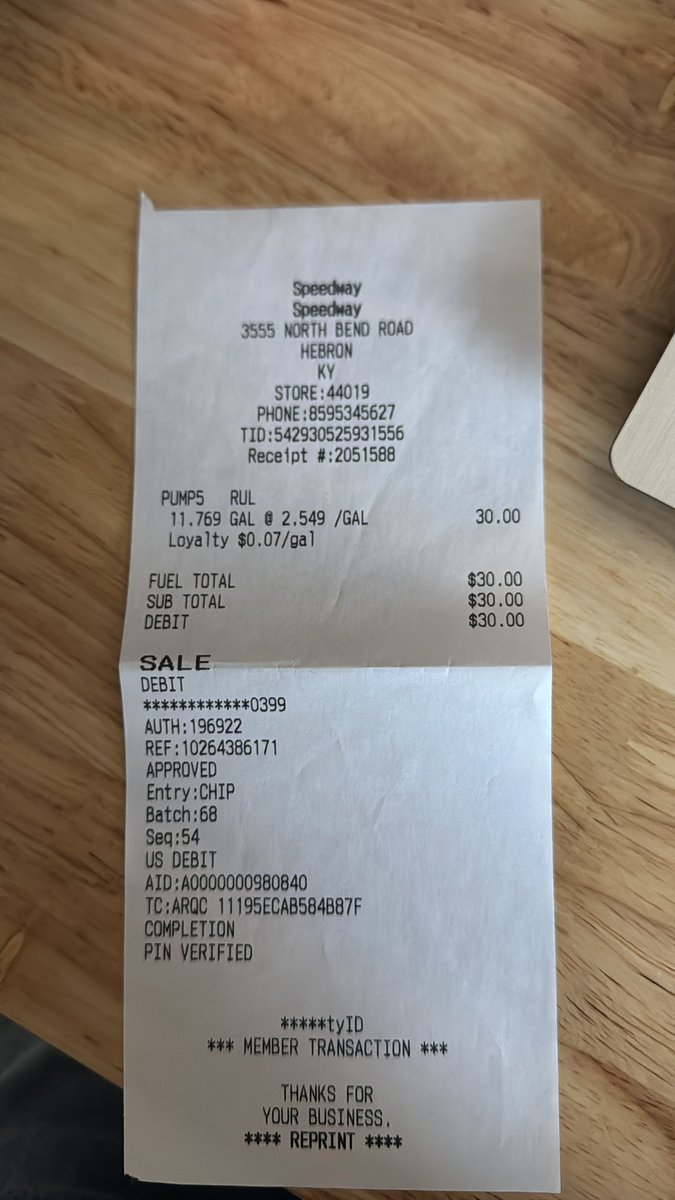 Speedway
Speedway
3555 NORTH BEND ROAD
HEBRON
KY
STORE:44019
PHONE:8595345627
TID:542930525931556
Receipt #:2051588
PUMP5 RUL
11.769 GAL @ 2.549 /GAL 30.00
Loyalty $0.07/gal
FUEL TOTAL $30.00
SUB TOTAL $30.00
DEBIT $30.00
SALE
DEBIT
************0399
AUTH:196922
REF:10264386171
APPROVED
Entry:CHIP
Batch:68
Seq:54
US DEBIT
AID:A0000000980840
TC:ARQC 11195ECAB584B87F
COMPLETION
PIN VERIFIED
*****tyID
*** MEMBER TRANSACTION ***
THANKS FOR
YOUR BUSINESS.
**** REPRINT ****